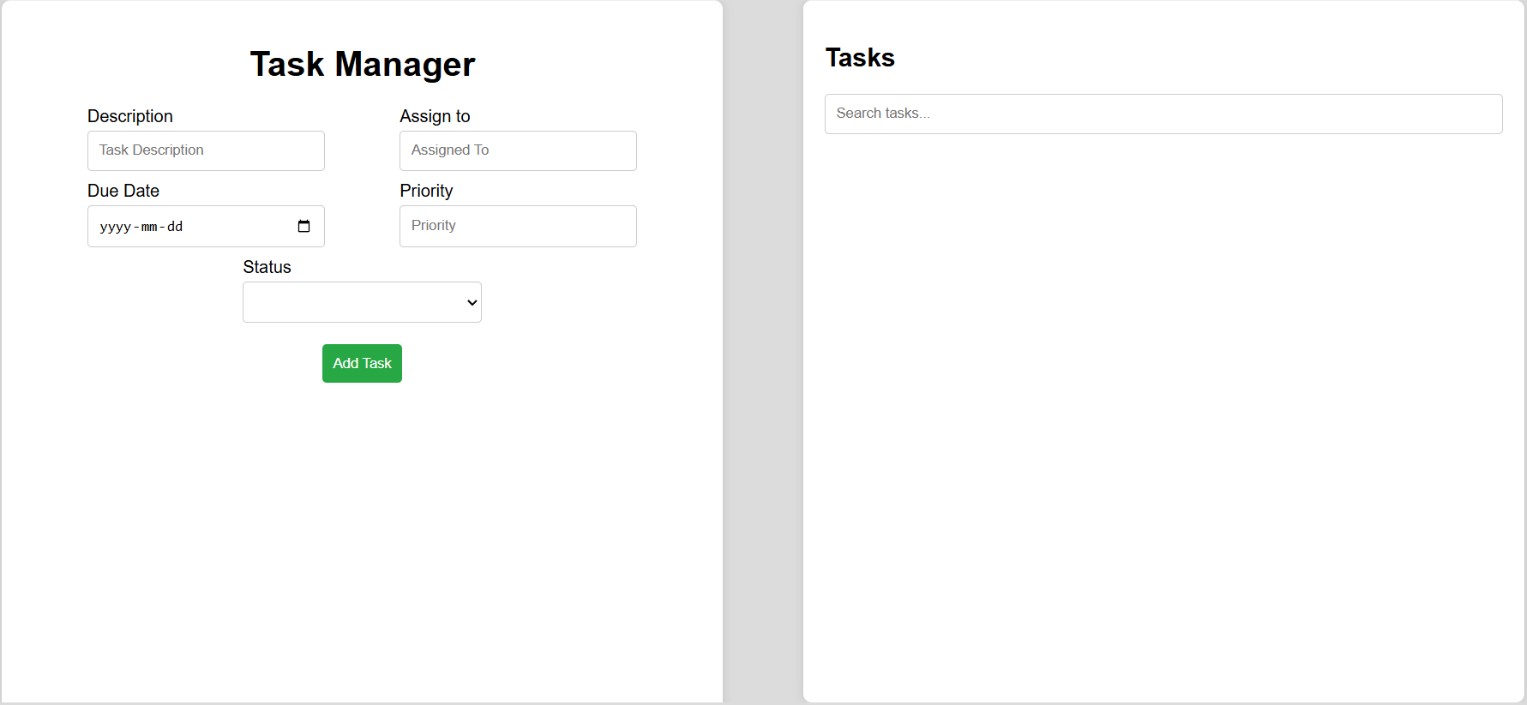 Task Manager
Description
Assign to
Task Description
Assigned To
Due Date
Priority
yyyy-mm-dd
Priority
Status
Add Task
Tasks
Search tasks...